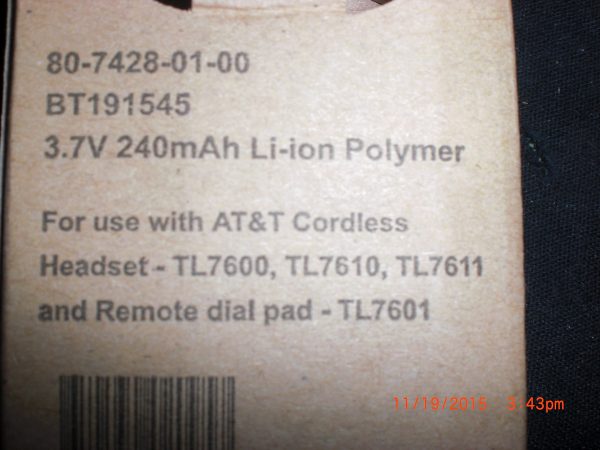 80-7428-01-00
BT191545
3.7V 240mAh Li-ion Polymer
For use with AT&T Cordless
Headset - TL7600, TL7610, TL7611
and Remote dial pad - TL7601
11/19/2015 3:43pm